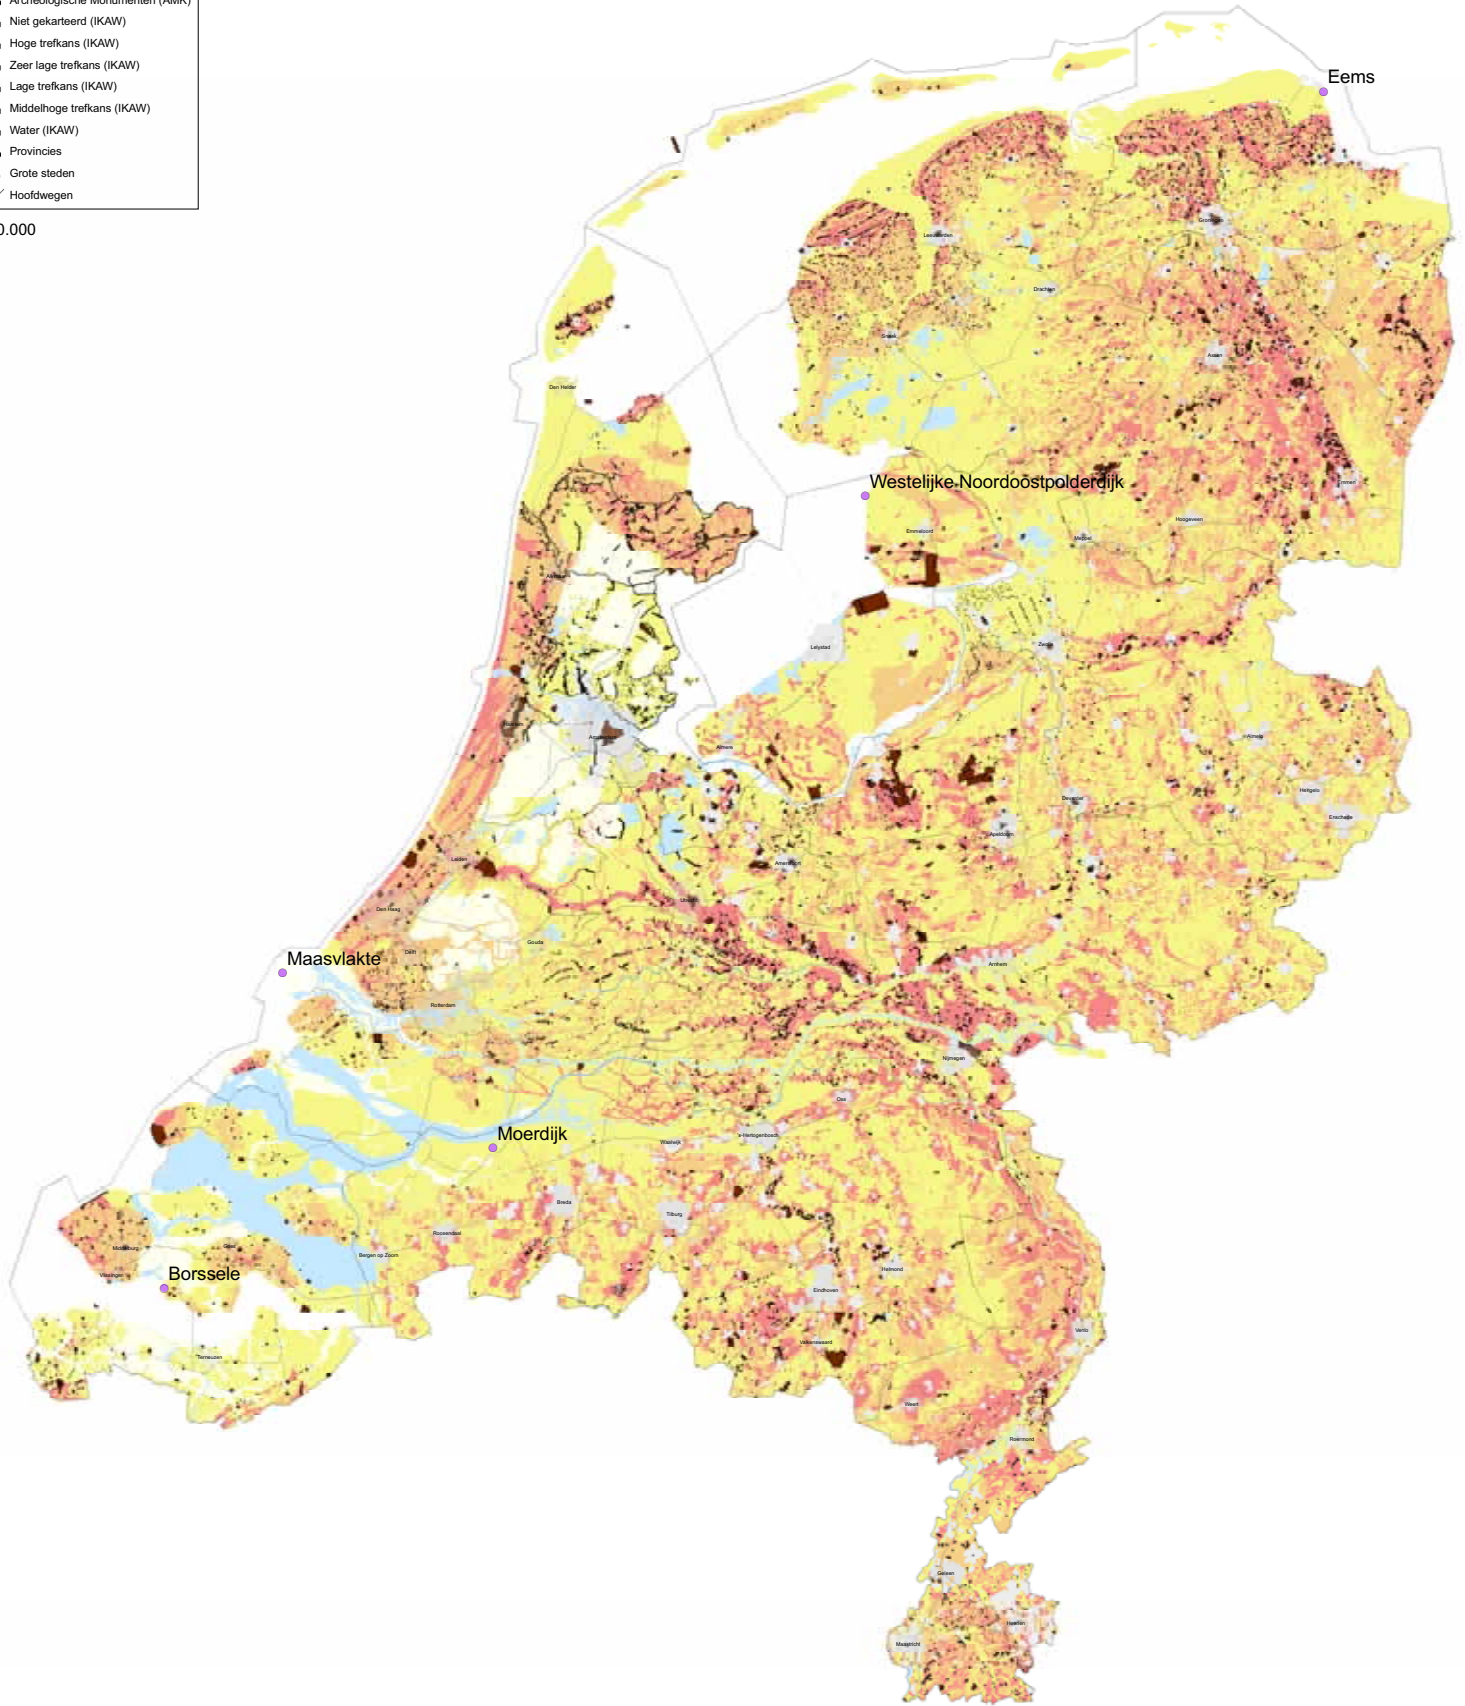 Archeologische Monumenten (AMK)
Niet gekarteerd (IKAW)
Hoge trefkans (IKAW)
Zeer lage trefkans (IKAW)
Lage trefkans (IKAW)
Middelhoge trefkans (IKAW)
Water (IKAW)
Provincies
Grote steden
Hoofdwegen
0.000
Eems
Groningen
Leeuwarden
Drachten
Sneek
Assen
Den Helder
Westelijke Noordoostpolderdijk
Emmen
Hoogeveen
Emmeloord
Meppel
Alkmaar
Zwolle
Lelystad
Haarlem
Amsterdam
Almere
Almelo
Hengelo
Deventer
Enschede
Apeldoorn
Leiden
Amersfoort
Utrecht
Den Haag
Gouda
Delft
Maasvlakte
Arnhem
Rotterdam
Nijmegen
Oss
Moerdijk
's-Hertogenbosch
Waalwijk
Breda
Tilburg
Roosendaal
Middelburg
Goes
Bergen op Zoom
Vlissingen
Borssele
Helmond
Eindhoven
Venlo
Valkenswaard
Terneuzen
Weert
Roermond
Geleen
Heerlen
Maastricht